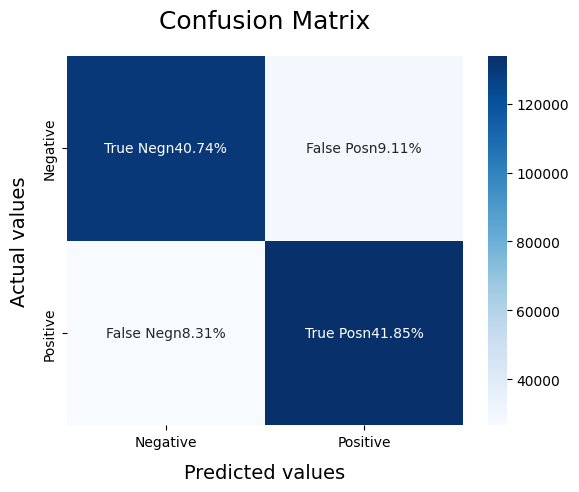 Confusion Matrix
Actual values
Negative
Positive
True Negn40.74%
False Posn9.11%
False Negn8.31%
True Posn41.85%
Negative
Positive
Predicted values
120000
100000
80000
60000
40000